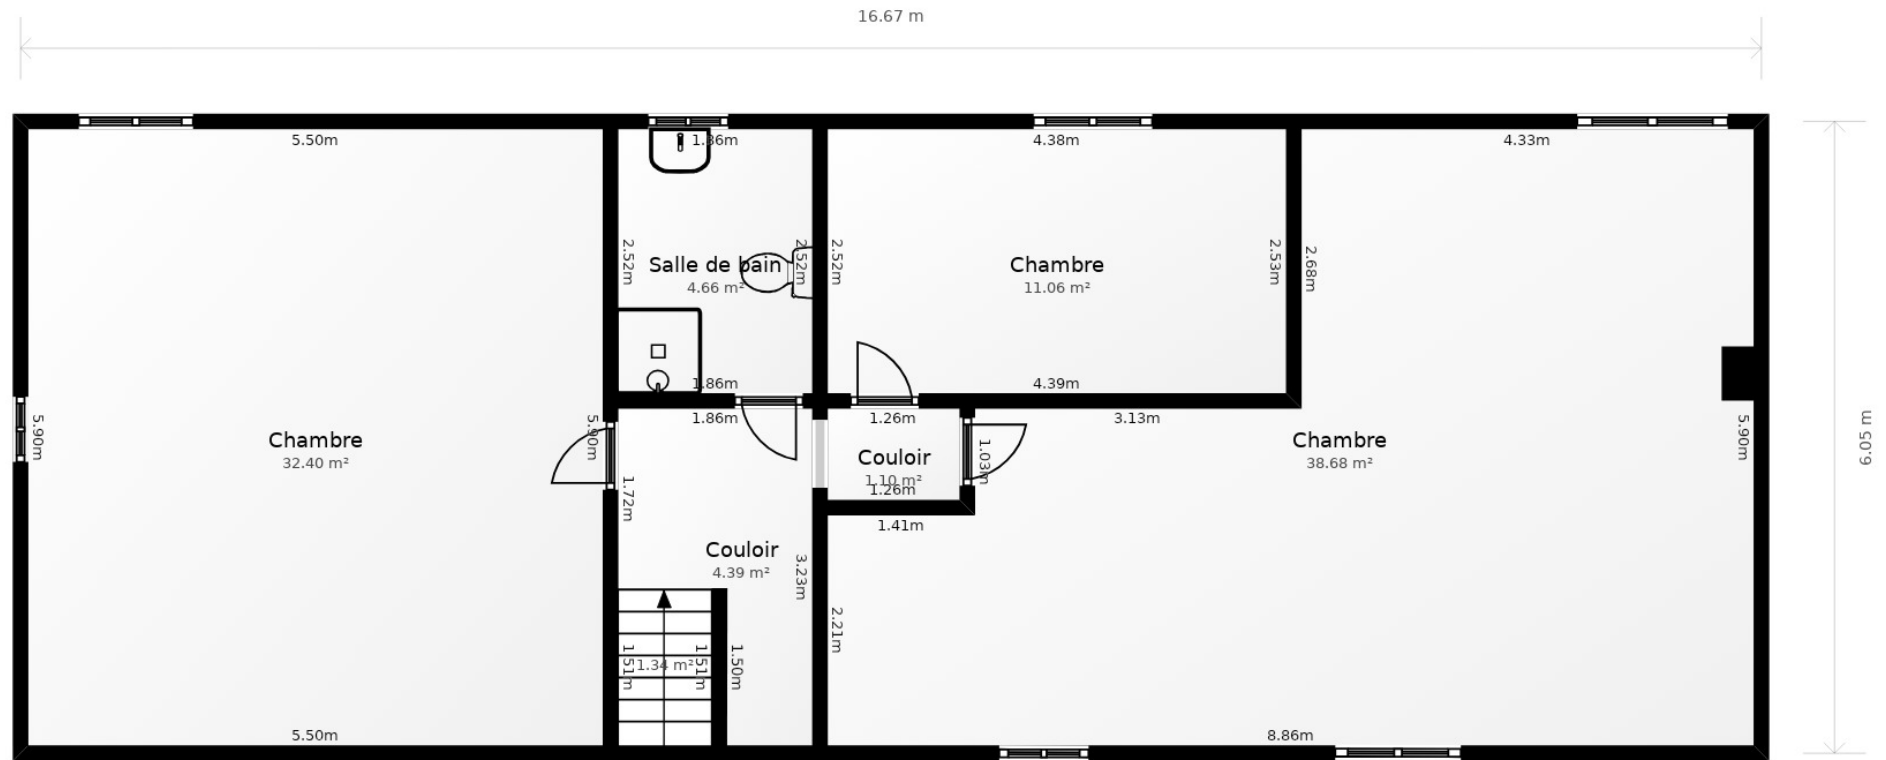 16.67 m
5.50m
1.86m
4.38m
4.33m
2.52m
2.52m
2.52m
2.53m
2.68m
Salle de bain
4.66 m²
Chambre
11.06 m²
1.86m
4.39m
1.86m
1.26m
3.13m
5.90m
Chambre
32.40 m²
5.90m
1.03m
Chambre
38.68 m²
5.90m
6.05 m
Couloir
1.10 m²
1.26m
1.72m
1.41m
Couloir
4.39 m²
3.23m
2.21m
1.51m
1.34 m²
1.51m
1.50m
5.50m
8.86m